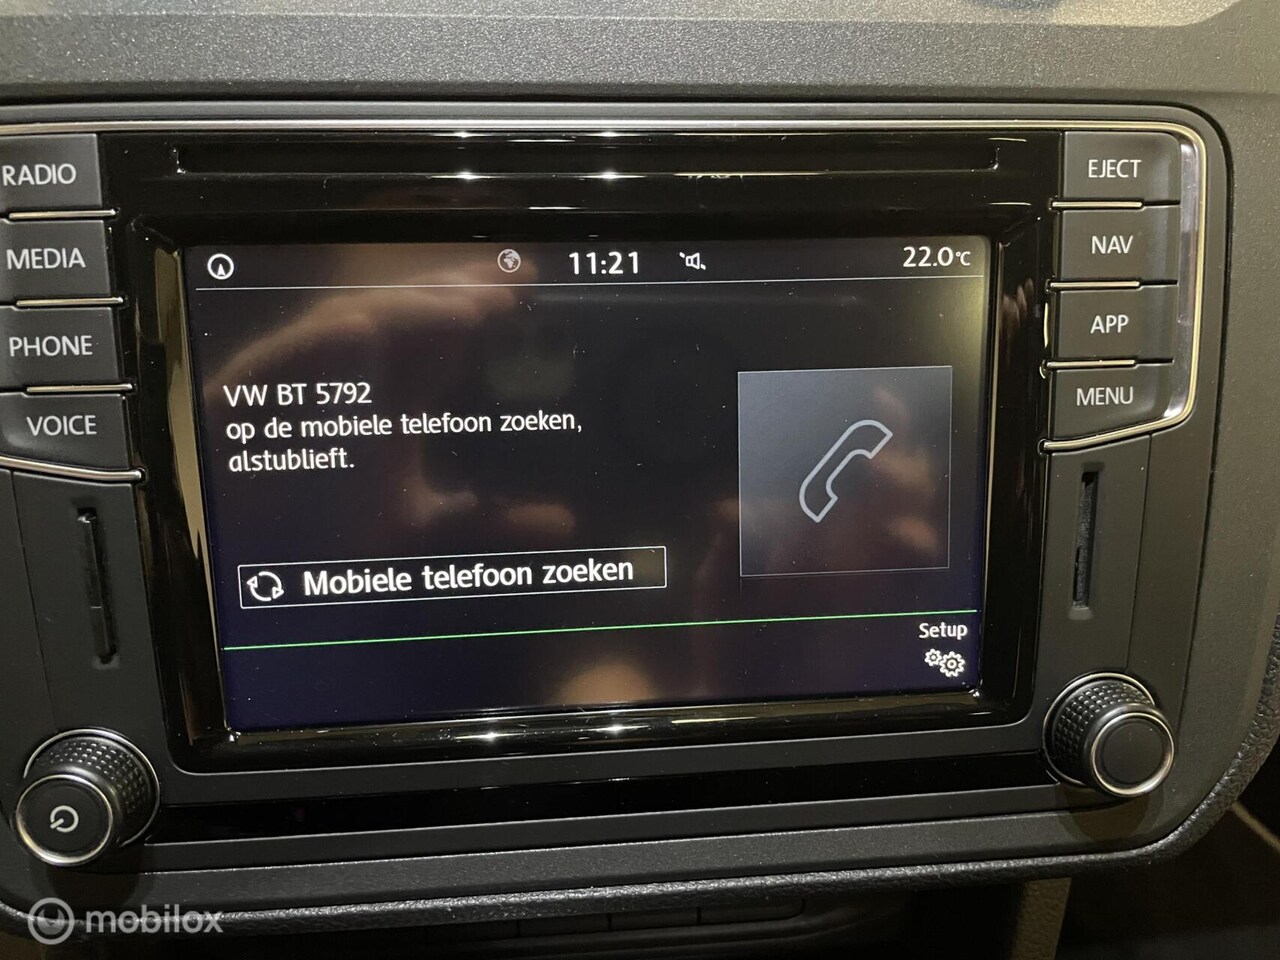 RADIO
MEDIA
PHONE
VOICE
EJECT
NAV
APP
MENU
11:21
22.0°C
VW BT 5792
op de mobiele telefoon zoeken,
alstublieft.
Mobiele telefoon zoeken
Setup
mobilox